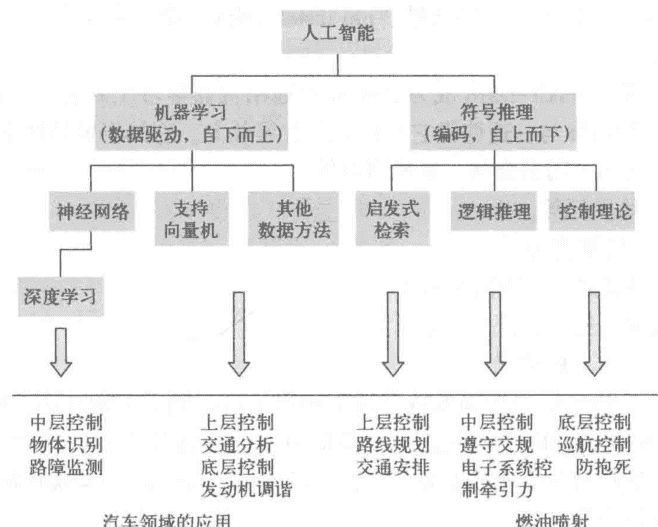 人工智能
机器学习
(数据驱动，自下而上)
符号推理
(编码，自上而下)
神经网络
支持
向量机
其他
数据方法
启发式
检索
逻辑推理
控制理论
深度学习
中层控制
物体识别
路障监测
上层控制
交通分析
底层控制
发动机调谐
上层控制
路线规划
交通安排
中层控制
遵守交规
电子系统控
制牵引力
底层控制
巡航控制
防抱死
汽车领域的应用
燃油喷射